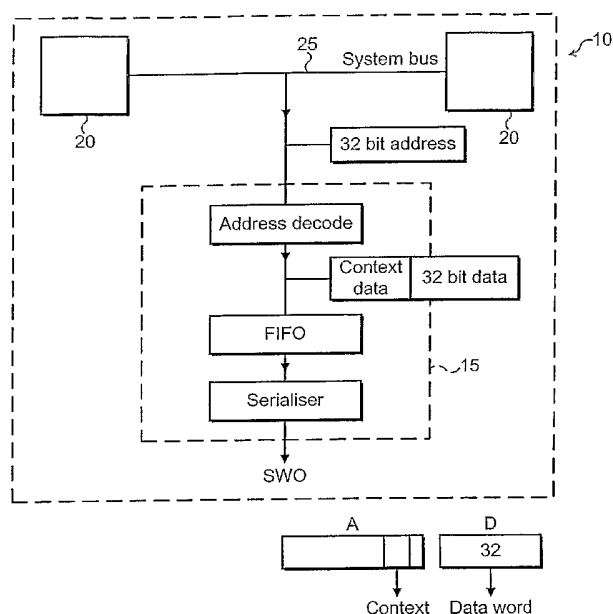 25
System bus
10
20
20
32 bit address
Address decode
Context
data
32 bit data
FIFO
15
Serialiser
SWO
A
D
32
Context
Data word